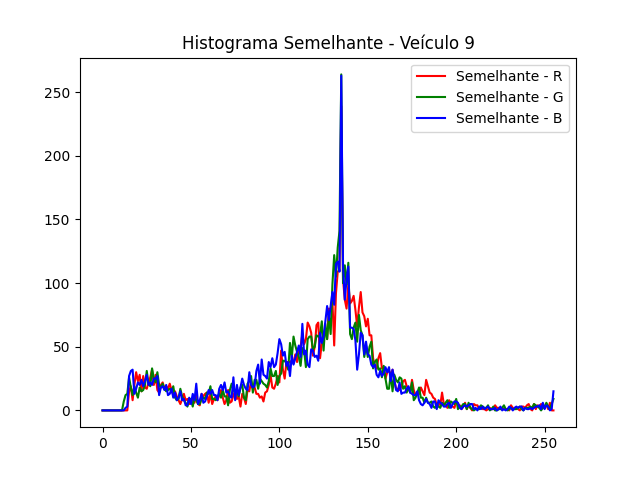 Histograma Semelhante - Veículo 9
Semelhante - R
Semelhante - G
Semelhante - B
250
200
150
100
50
0
0 50 100 150 200 250